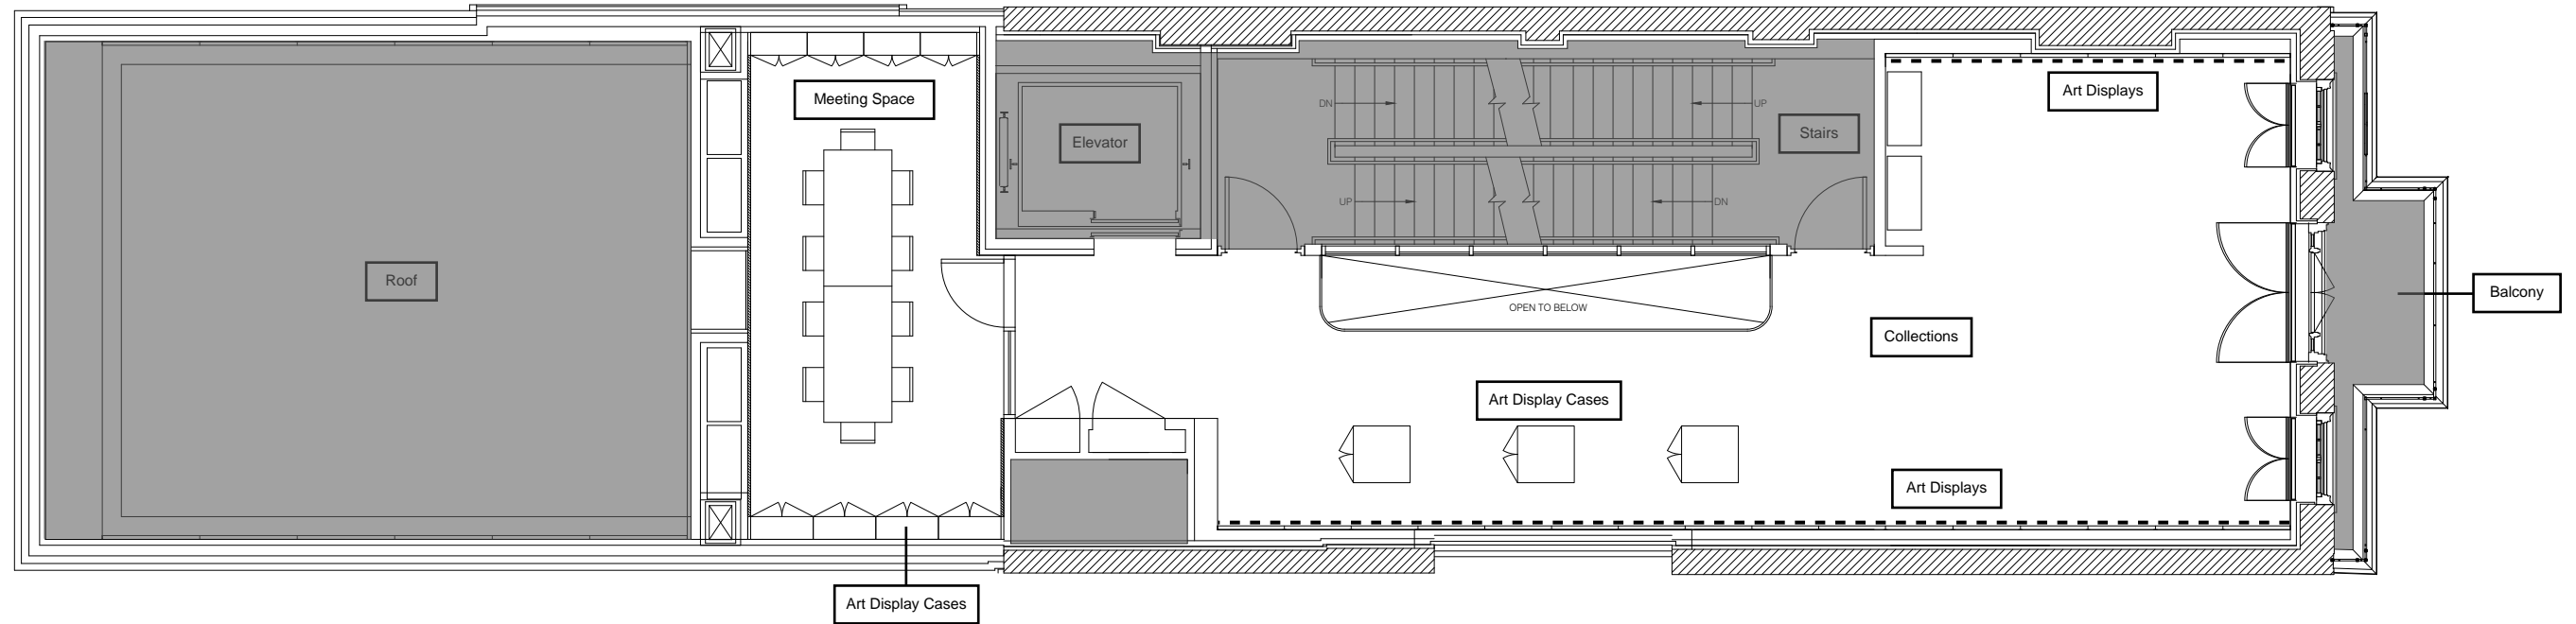 Meeting Space
Art Displays
DN
UP
Elevator
Stairs
UP
DN
Roof
Balcony
OPEN TO BELOW
Collections
Art Display Cases
Art Displays
Art Display Cases